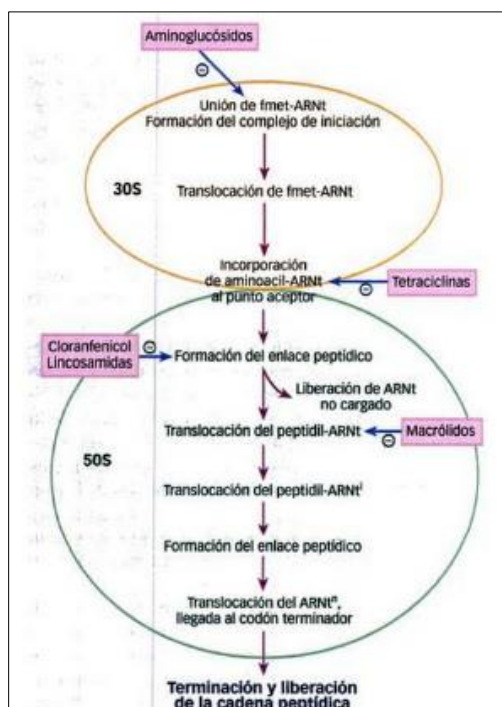 Aminoglucósidos
Unión de fmet-ARNt
Formación del complejo de iniciación
30S
Translocación de fmet-ARNt
Incorporación
de aminoacil-ARNt
al punto aceptor
Tetraciclinas
Cloranfenicol
Lincosamidas
Formación del enlace peptídico
Liberación de ARNt
no cargado
Translocación del peptidil-ARNt
Macrólidos
50S
Translocación del peptidil-ARNtⁱ
Formación del enlace peptídico
Translocación del ARNtⁿ,
llegada al codón terminador
Terminación y liberación
de la cadena peptídica